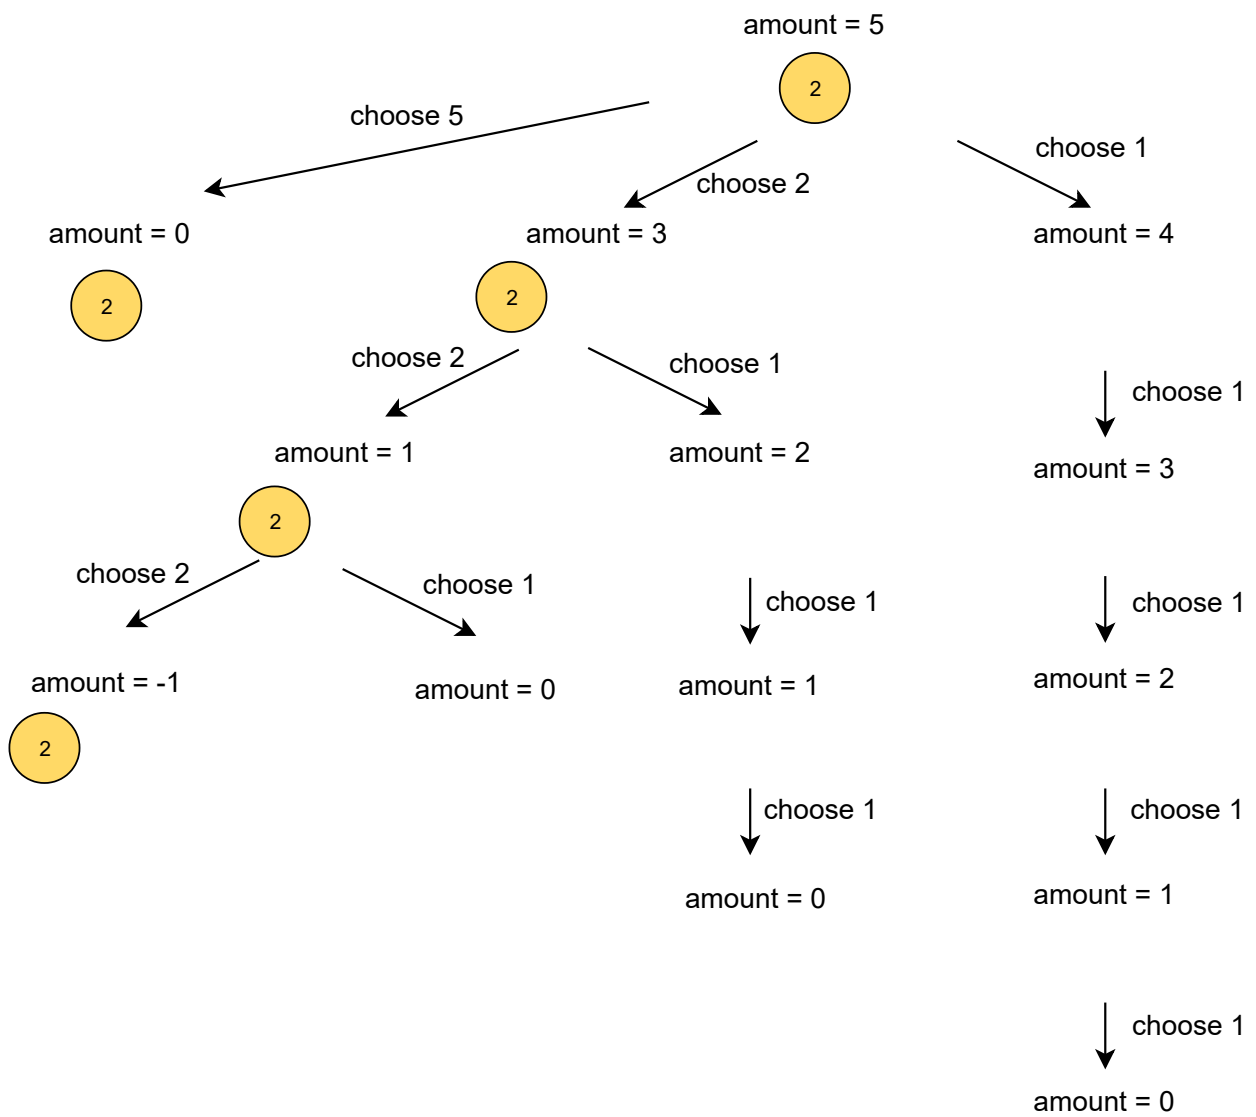 amount = 5
2
choose 5
choose 1
choose 2
amount = 0
amount = 3
amount = 4
2
2
choose 2
choose 1
choose 1
amount = 1
amount = 2
amount = 3
2
choose 2
choose 1
choose 1
choose 1
amount = -1
amount = 0
amount = 1
amount = 2
2
choose 1
choose 1
amount = 0
amount = 1
choose 1
amount = 0